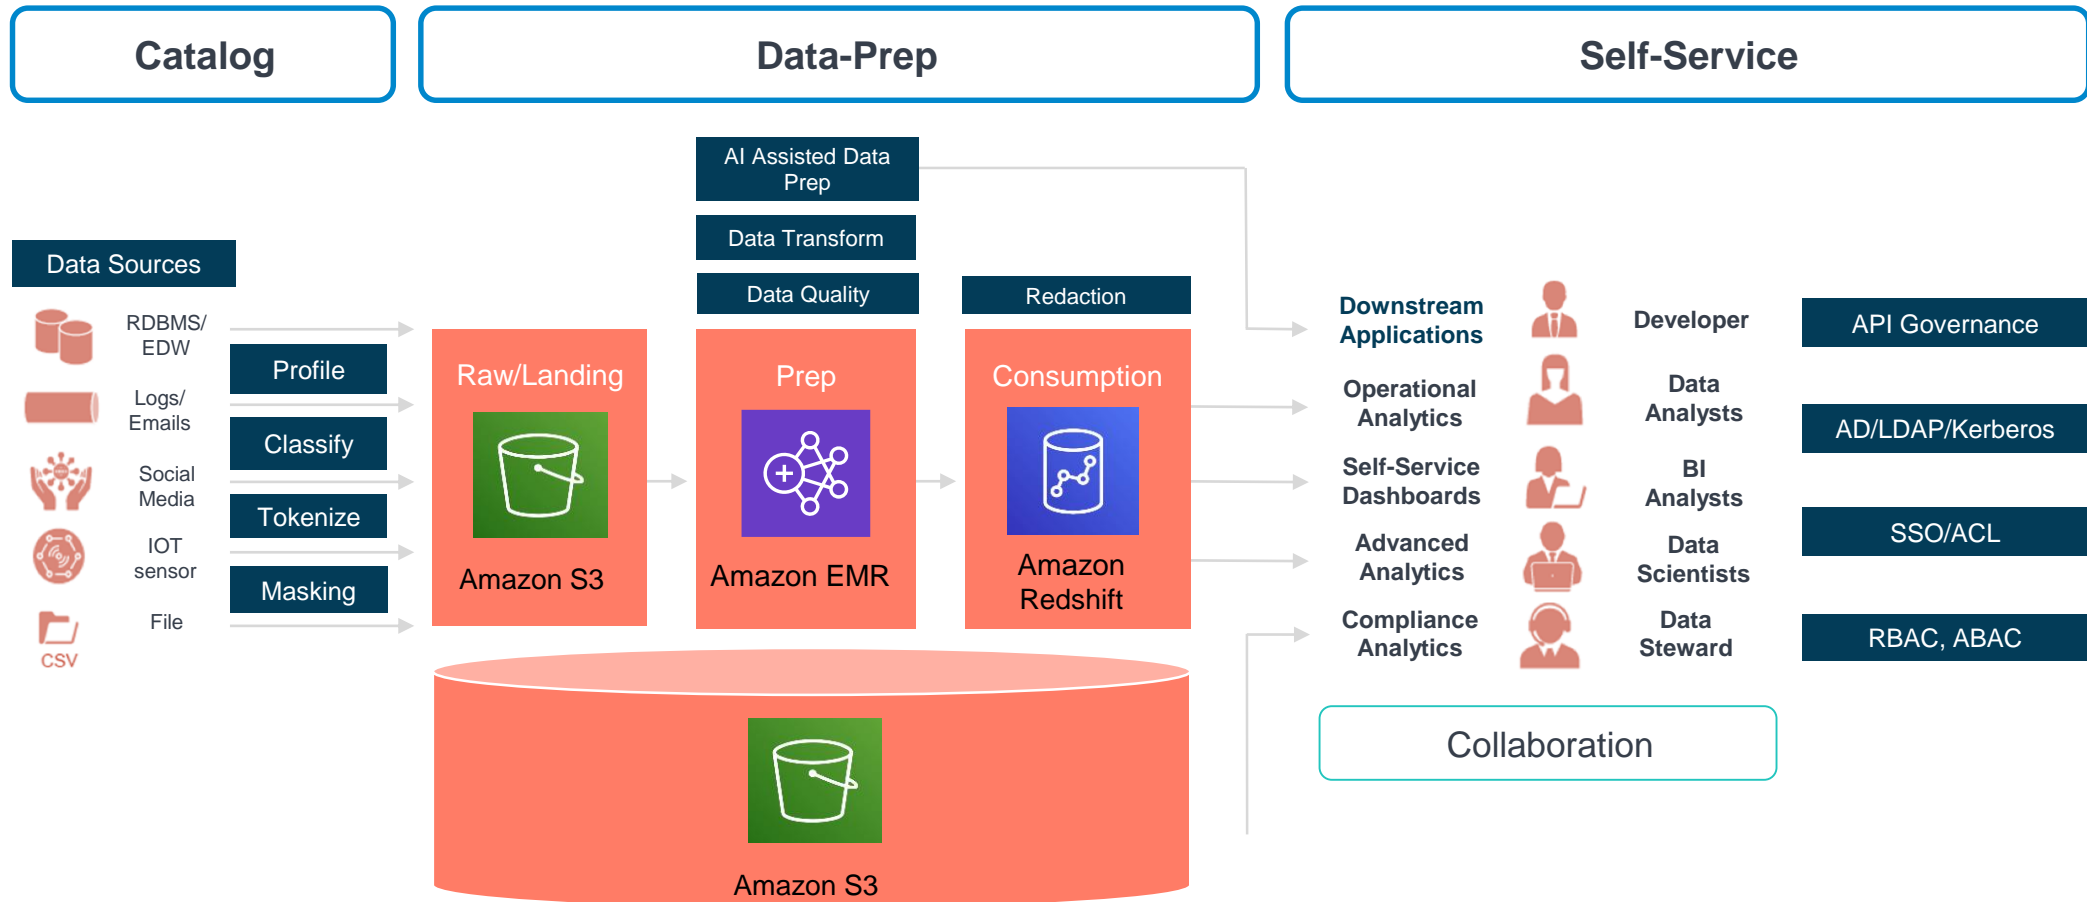 Catalog
Data-Prep
Self-Service
AI Assisted Data
Prep
Data Transform
Data Quality
Redaction
Data Sources
RDBMS/
EDW
Logs/
Emails
Social
Media
IOT
sensor
File
CSV
Profile
Classify
Tokenize
Masking
Raw/Landing
Amazon S3
Prep
Amazon EMR
Consumption
Amazon
Redshift
Amazon S3
Downstream
Applications
Developer
Operational
Analytics
Data
Analysts
Self-Service
Dashboards
BI
Analysts
Advanced
Analytics
Data
Scientists
Compliance
Analytics
Data
Steward
API Governance
AD/LDAP/Kerberos
SSO/ACL
RBAC, ABAC
Collaboration